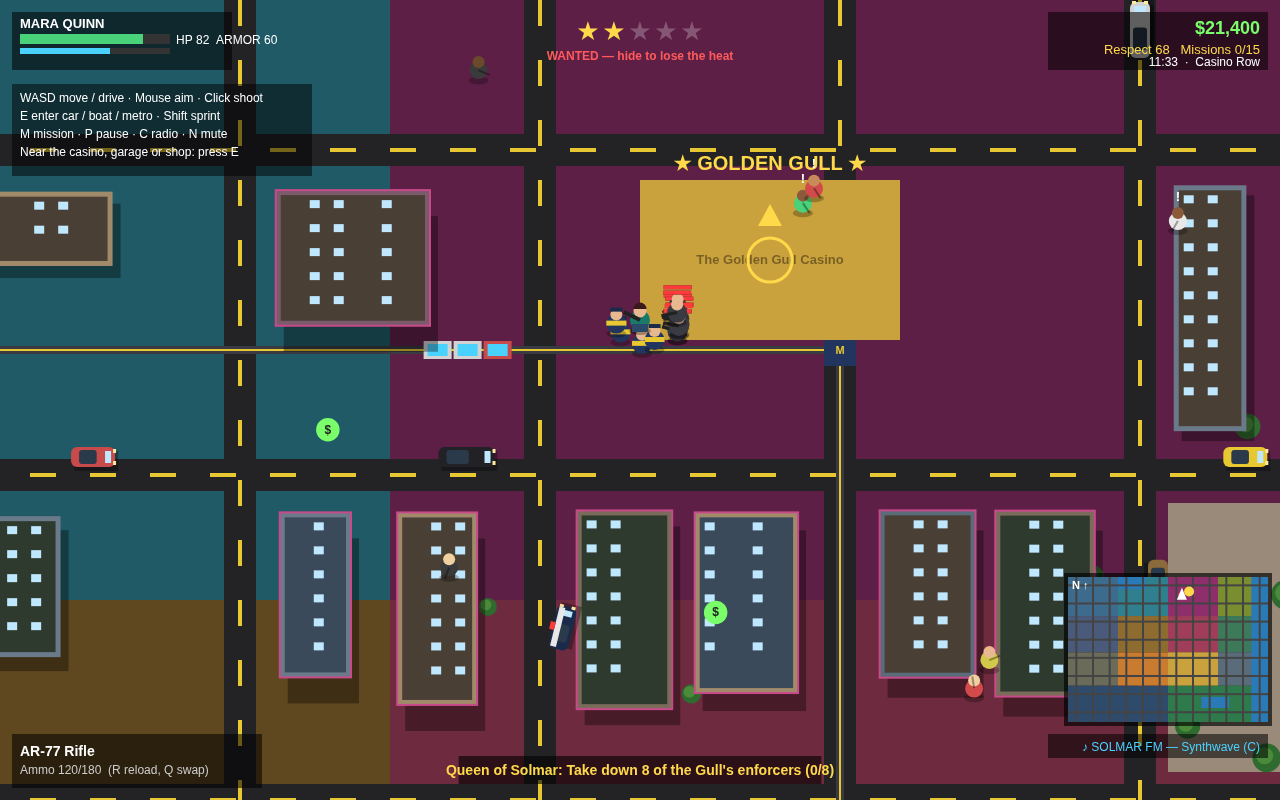 MARA QUINN
HP 82 ARMOR 60
★★★★★
WANTED — hide to lose the heat
$21,400
Respect 68 Missions 0/15
11:33 · Casino Row
WASD move / drive · Mouse aim · Click shoot
E enter car / boat / metro · Shift sprint
M mission · P pause · C radio · N mute
Near the casino, garage or shop: press E
★ GOLDEN GULL ★
!
!
!
The Golden Gull Casino
M
$
$
N ↑
AR-77 Rifle
Ammo 120/180 (R reload, Q swap)
Queen of Solmar: Take down 8 of the Gull's enforcers (0/8)
♪ SOLMAR FM — Synthwave (C)